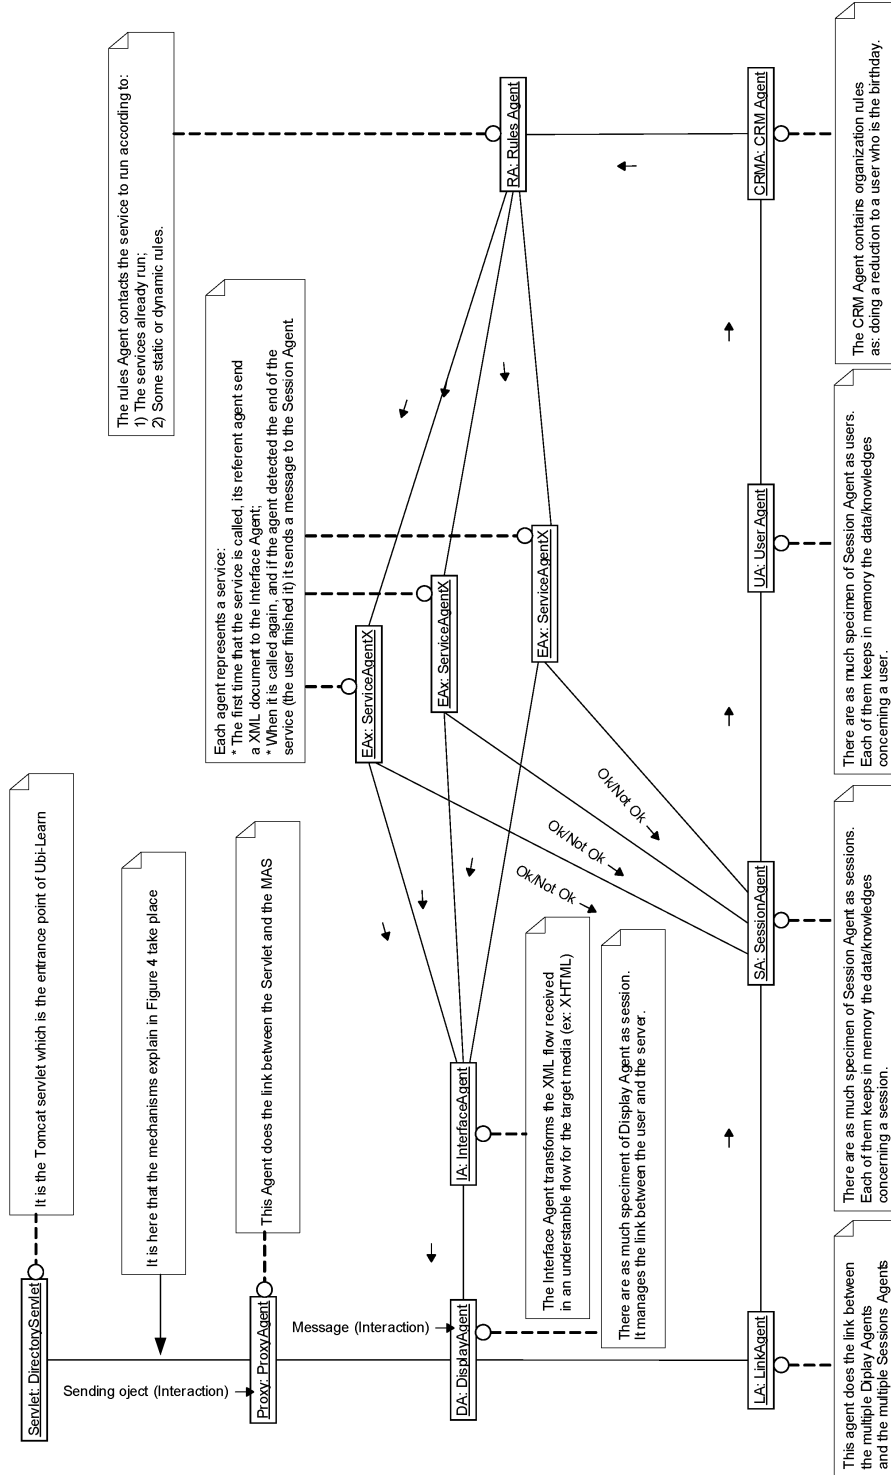 Servlet: DirectoryServlet
It is the Tomcat servlet which is the entrance point of Ubi-Learn
It is here that the mechanisms explain in Figure 4 take place
Sending oject (Interaction)
Proxy: ProxyAgent
This Agent does the link between the Servlet and the MAS
Message (Interaction)
DA: DisplayAgent
There are as much speciment of Display Agent as session.
It manages the link between the user and the server.
IA: InterfaceAgent
The Interface Agent transforms the XML flow received
in an understanble flow for the target media (ex: XHTML)
EAx: ServiceAgentX
EAx: ServiceAgentX
EAx: ServiceAgentX
Each agent represents a service:
* The first time that the service is called, its referent agent send
a XML document to the Interface Agent;
* When it is called again, and if the agent detected the end of the
service (the user finished it) it sends a message to the Session Agent.
Ok/Not Ok
Ok/Not Ok
Ok/Not Ok
RA: Rules Agent
The rules Agent contacts the service to run according to:
1) The services already run;
2) Some static or dynamic rules.
LA: LinkAgent
This agent does the link between
the multiple Diplay Agents
and the multiple Sessions Agents
SA: SessionAgent
There are as much specimen of Session Agent as sessions.
Each of them keeps in memory the data/knowledges
concerning a session.
UA: User Agent
There are as much specimen of Session Agent as users.
Each of them keeps in memory the data/knowledges
concerning a user.
CRMA: CRM Agent
The CRM Agent contains organization rules
as: doing a reduction to a user who is the birthday.